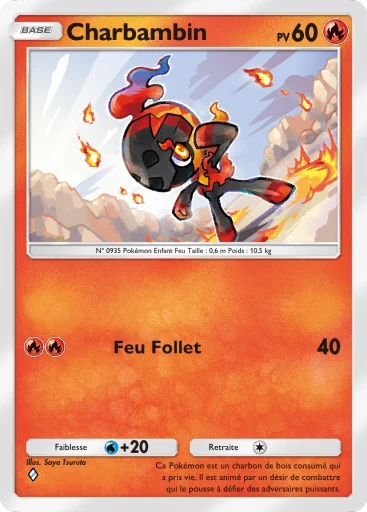 BASE Charbambin PV 60
N° 0935 Pokémon Enfant Feu Taille : 0,6 m Poids : 10,5 kg
Feu Follet 40
Faiblesse +20 Retraite
Illus. Saya Tsuruta
Ce Pokémon est un charbon de bois consumé qui
a pris vie. Il est animé par un désir de combattre
qui le pousse à défier des adversaires puissants.